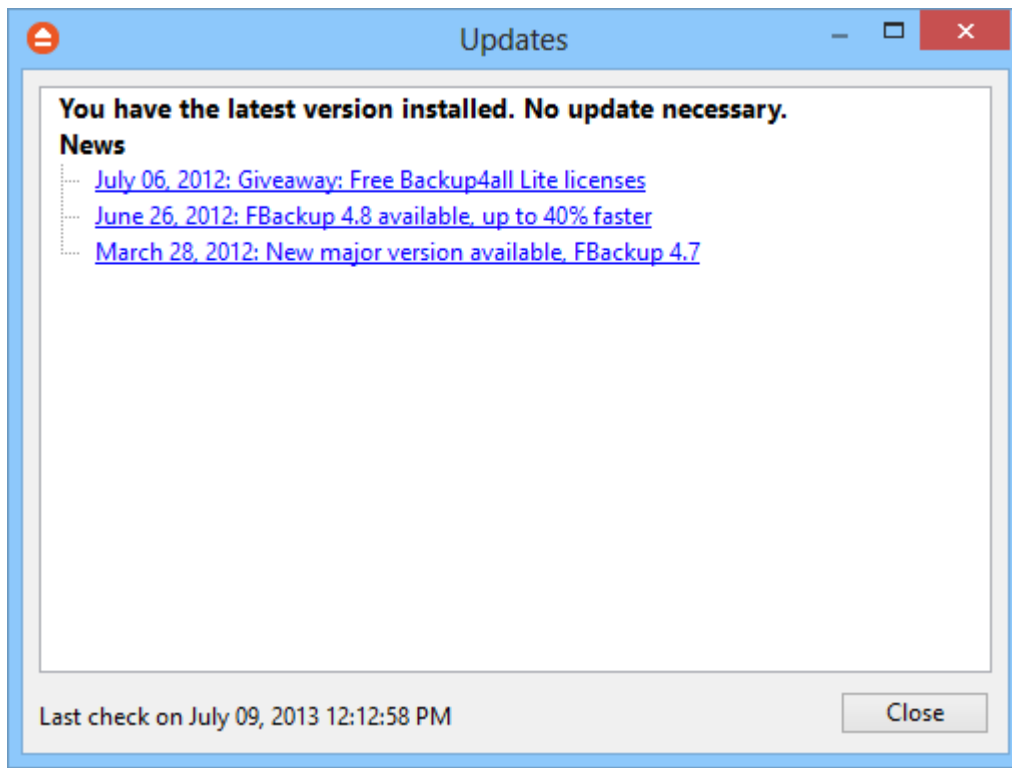 Updates
You have the latest version installed. No update necessary.
News
July 06, 2012: Giveaway: Free Backup4all Lite licenses
June 26, 2012: FBackup 4.8 available, up to 40% faster
March 28, 2012: New major version available, FBackup 4.7
Last check on July 09, 2013 12:12:58 PM
Close